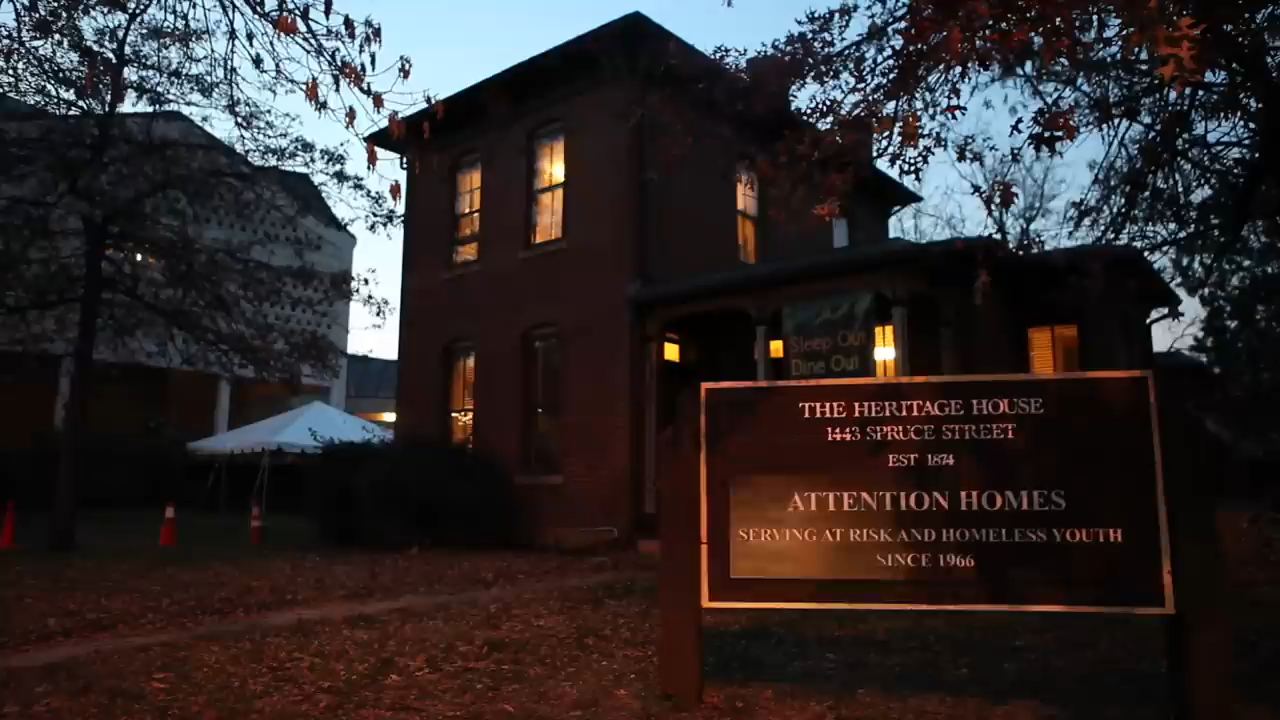 Sleep Out
Dine Out
THE HERITAGE HOUSE
1443 SPRUCE STREET
EST 1874
ATTENTION HOMES
SERVING AT RISK AND HOMELESS YOUTH
SINCE 1966